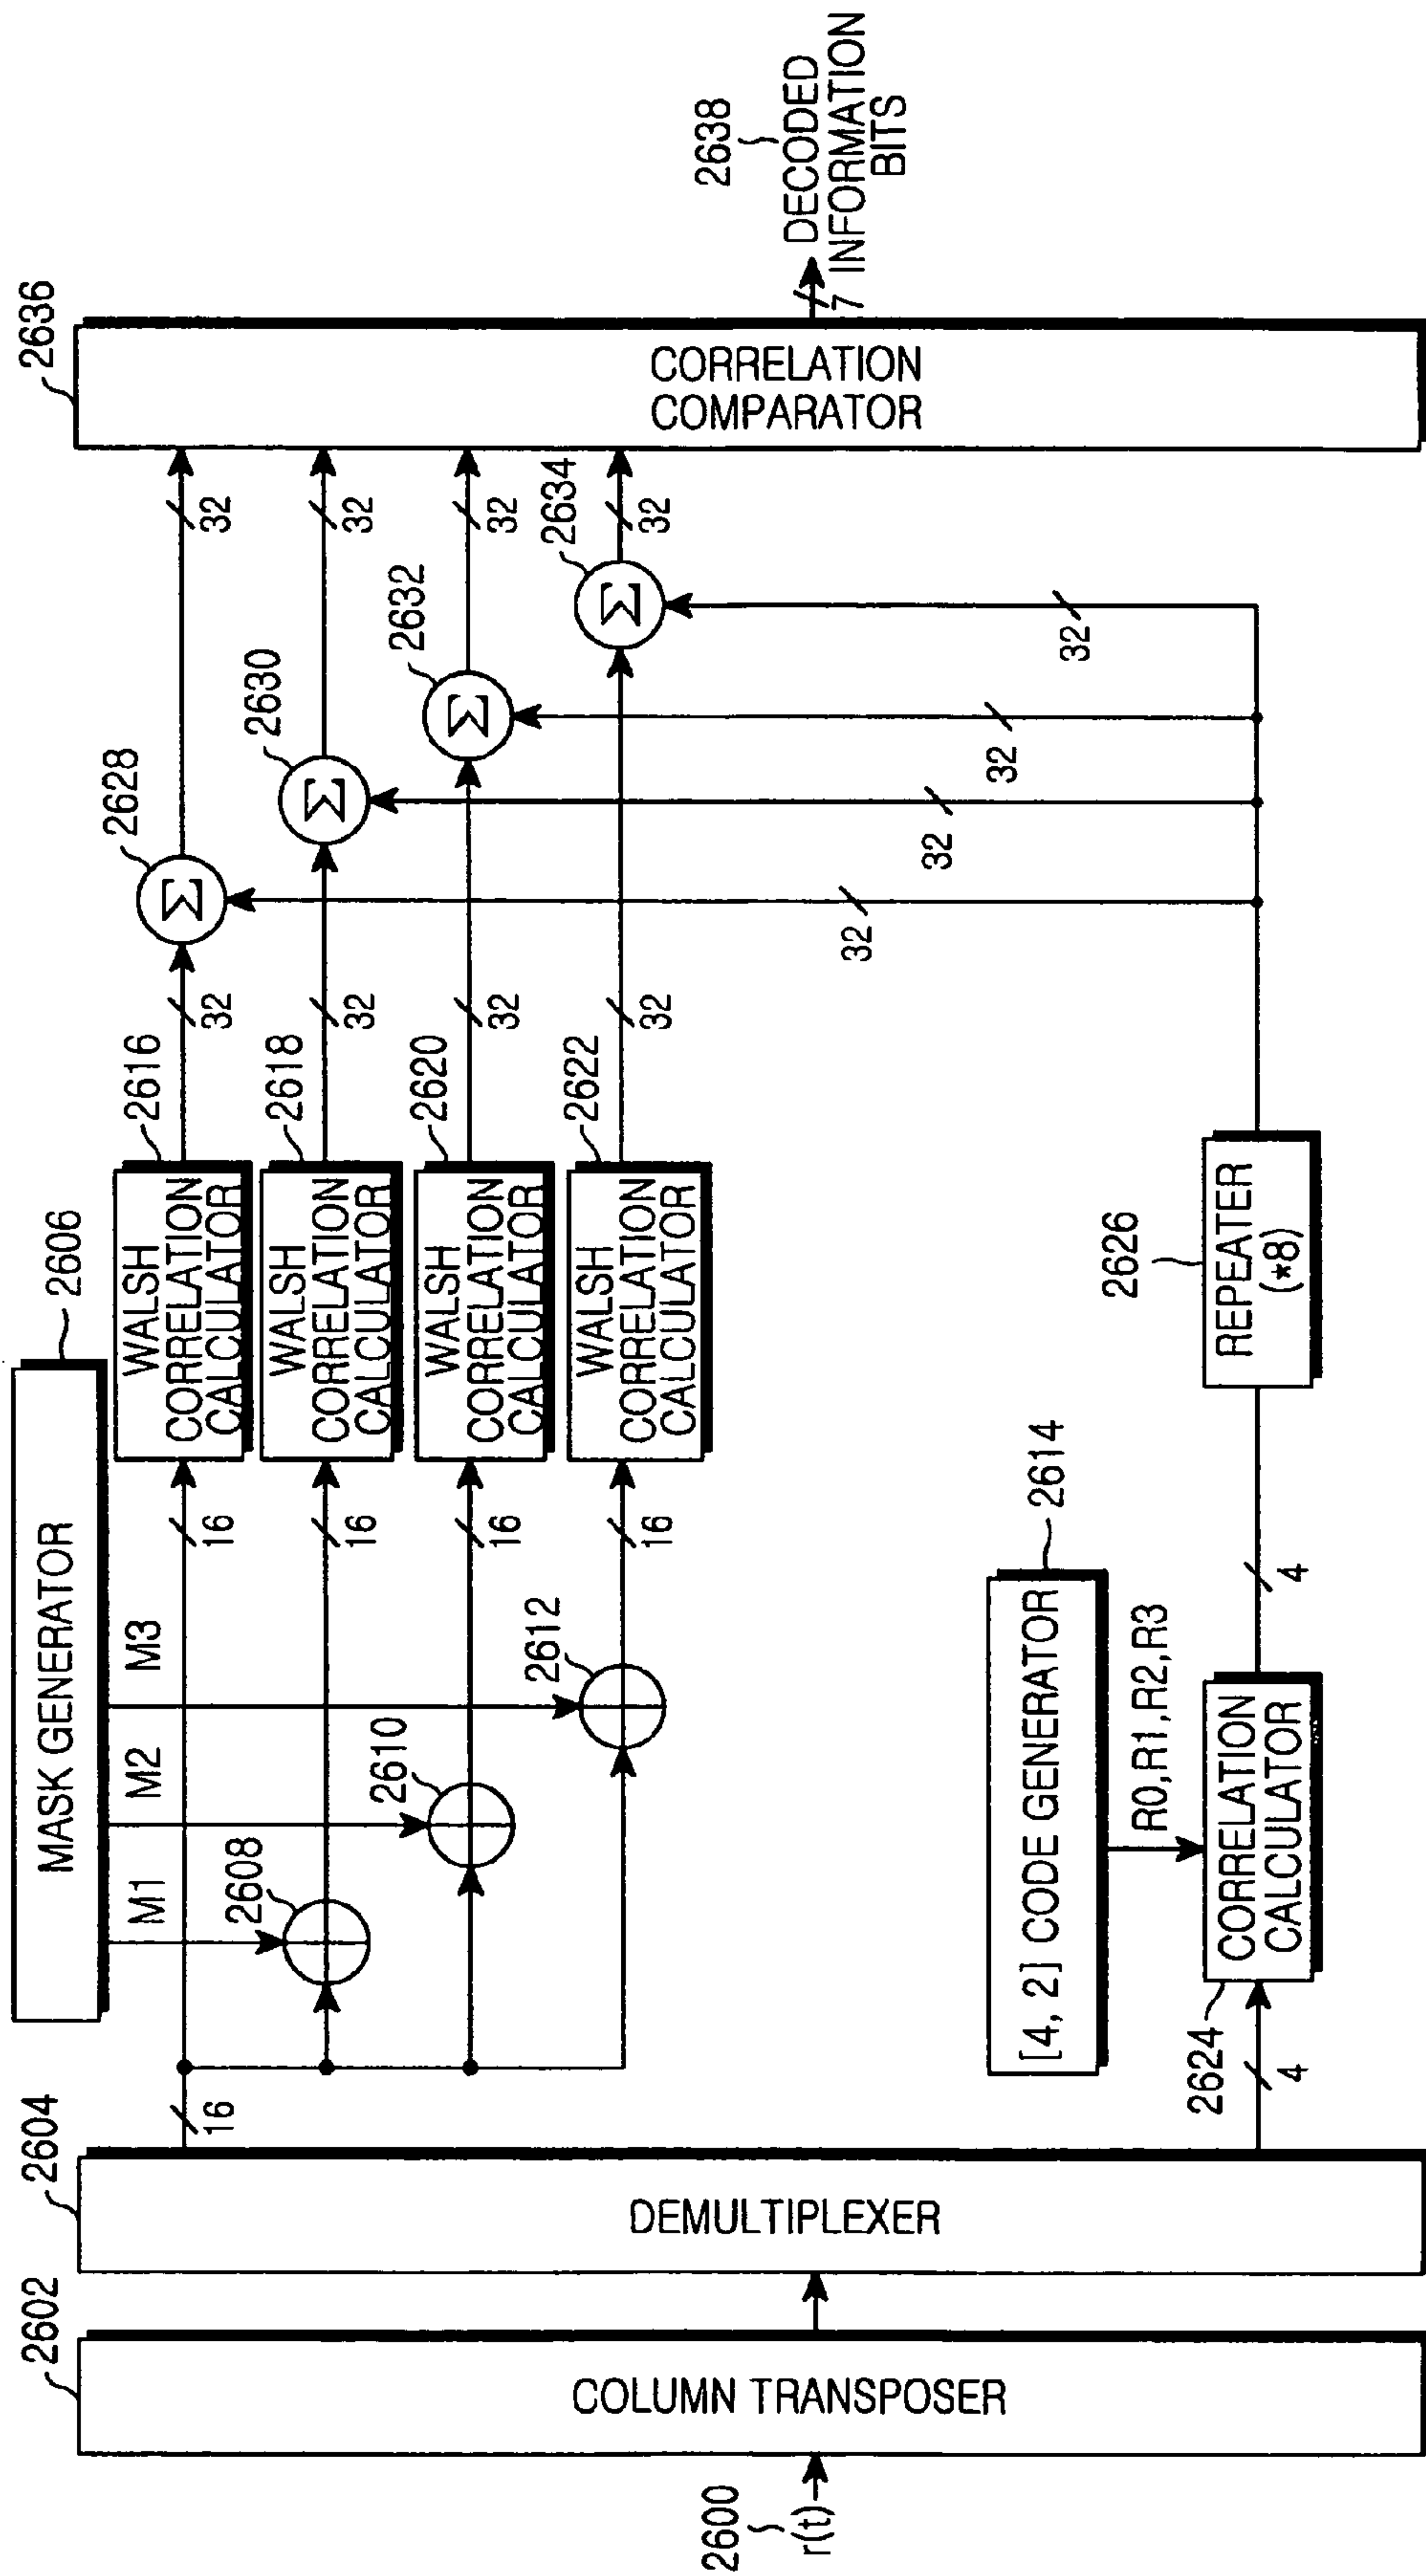 2600
r(t)
2602
COLUMN TRANSPOSER
2604
DEMULTIPLEXER
16
4
MASK GENERATOR
2606
M1
M2
M3
2608
2610
2612
16
16
16
16
WALSH
CORRELATION
CALCULATOR
2616
WALSH
CORRELATION
CALCULATOR
2618
WALSH
CORRELATION
CALCULATOR
2620
WALSH
CORRELATION
CALCULATOR
2622
32
32
32
32
[4, 2] CODE GENERATOR
2614
R0,R1,R2,R3
2624
CORRELATION
CALCULATOR
4
REPEATER
(*8)
2626
32
32
32
32
Σ
2628
Σ
2630
Σ
2632
Σ
2634
32
32
32
32
2636
CORRELATION
COMPARATOR
7
2638
DECODED
INFORMATION
BITS